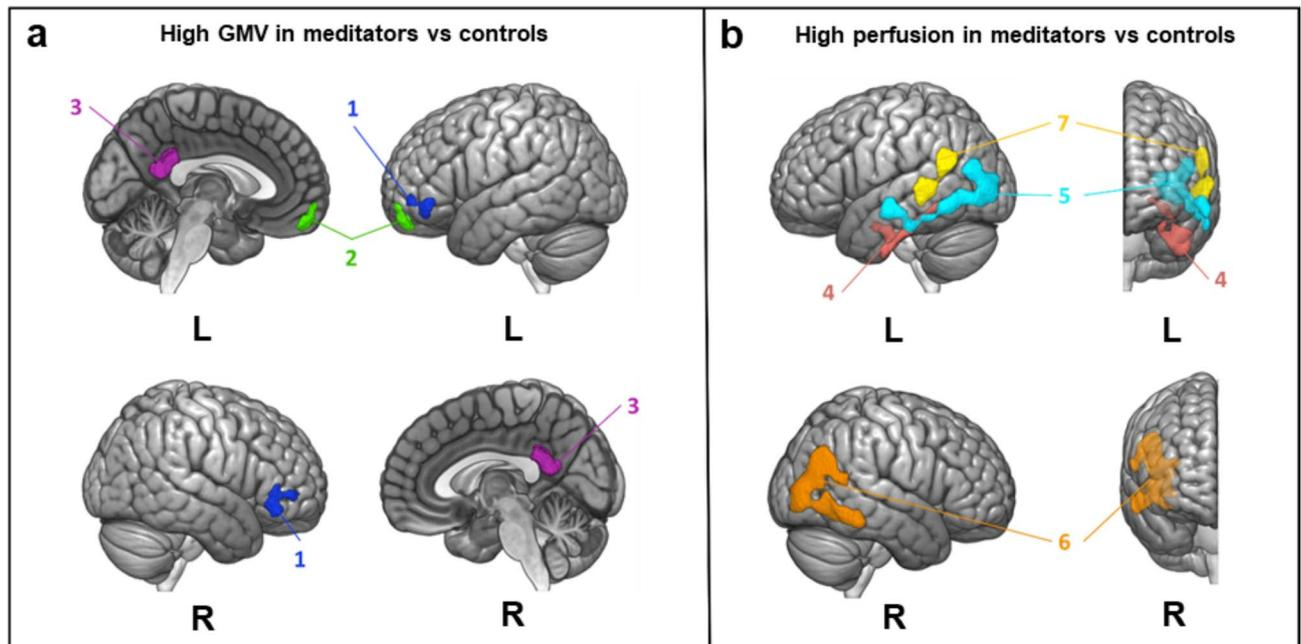 a
High GMV in meditators vs controls
3
1
2
L
L
3
1
R
R
b
High perfusion in meditators vs controls
7
5
4
4
L
L
6
R
R